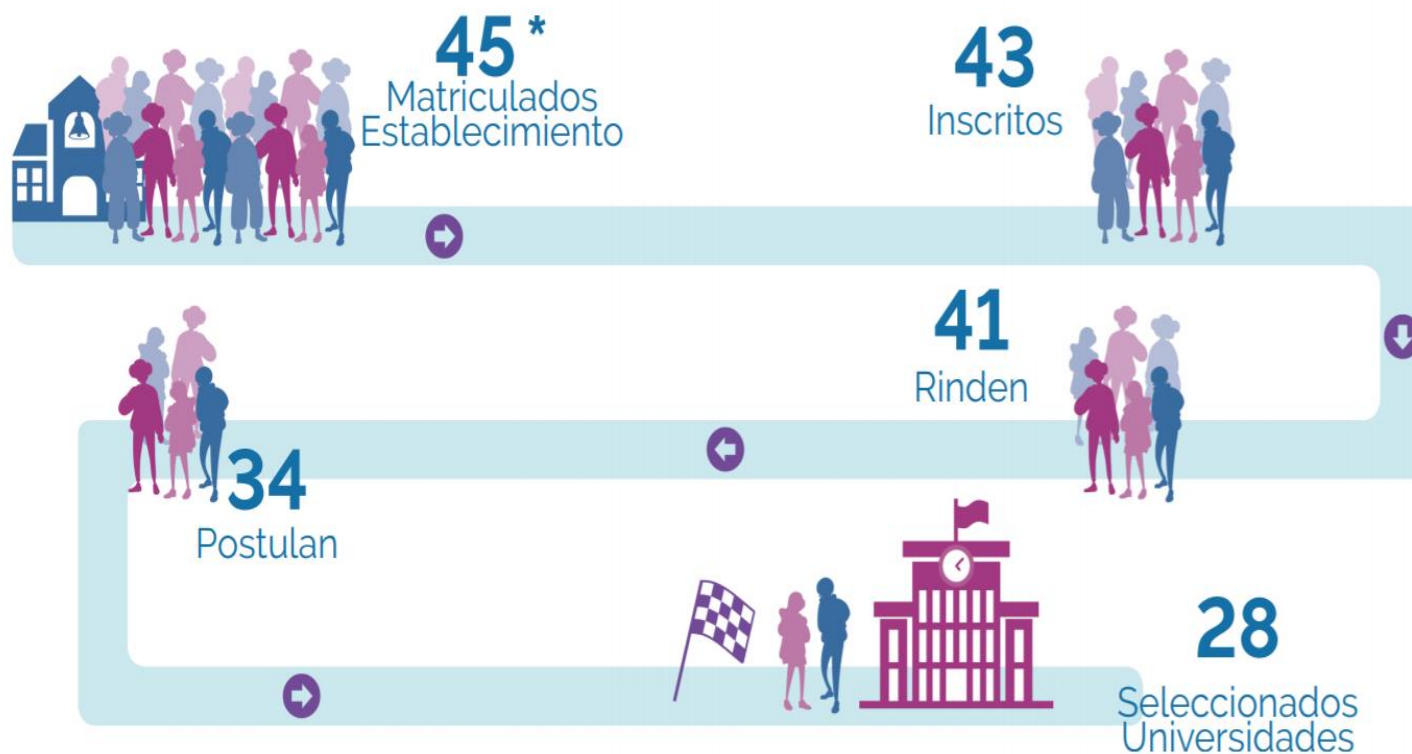 45*
Matriculados
Establecimiento
43
Inscritos
41
Rinden
34
Postulan
28
Seleccionados
Universidades